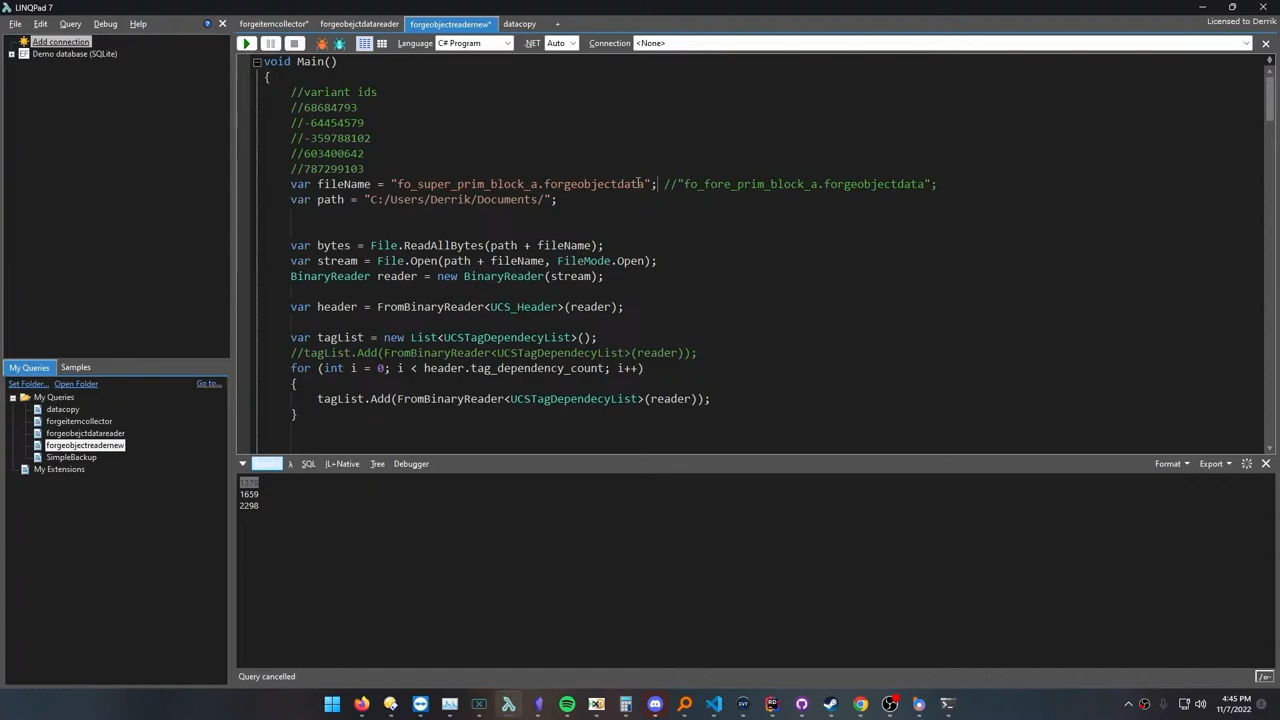 LINQPad 7
File Edit Query Debug Help
? ×
forgeitemcollector* forgeobejctdatareader forgeobjectreadernew* datacopy +
Licensed to Derrik
Add connection
Demo database (SQLite)
Language C# Program .NET Auto Connection <None>
void Main()
{
//variant ids
//68684793
//-64454579
//-359788102
//603400642
//787299103
var fileName = "fo_super_prim_block_a.forgeobjectdata"; //"fo_fore_prim_block_a.forgeobjectdata";
var path = "C:/Users/Derrik/Documents/";
var bytes = File.ReadAllBytes(path + fileName);
var stream = File.Open(path + fileName, FileMode.Open);
BinaryReader reader = new BinaryReader(stream);
var header = FromBinaryReader<UCS_Header>(reader);
var tagList = new List<UCSTagDependecyList>();
//tagList.Add(FromBinaryReader<UCSTagDependecyList>(reader));
for (int i = 0; i < header.tag_dependency_count; i++)
{
tagList.Add(FromBinaryReader<UCSTagDependecyList>(reader));
}
My Queries Samples
Set Folder... Open Folder Go to...
My Queries
datacopy
forgeitemcollector
forgeobejctdatareader
forgeobjectreadernew
SimpleBackup
My Extensions
λ SQL IL+Native Tree Debugger
Format Export
1379
1659
2298
Query cancelled
/o-
4:45 PM
11/7/2022